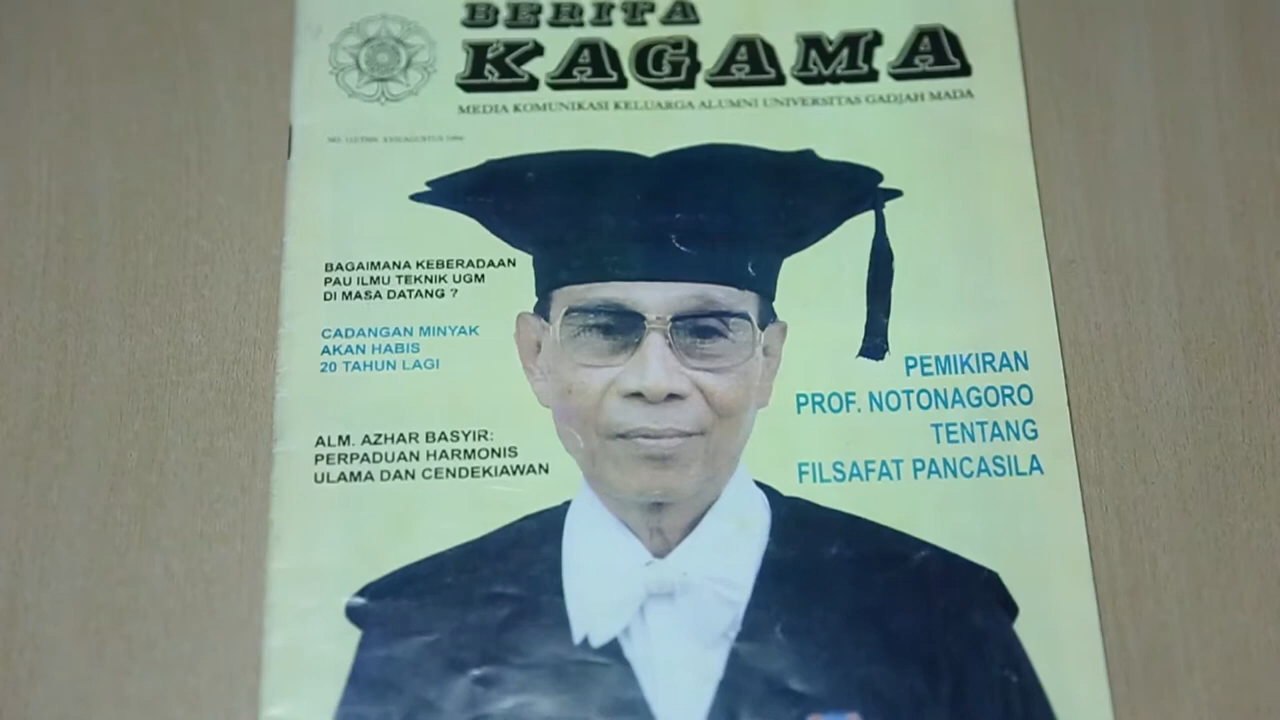 BERITA
KAGAMA
MEDIA KOMUNIKASI KELUARGA ALUMNI UNIVERSITAS GADJAH MADA
BAGAIMANA KEBERADAAN
PAU ILMU TEKNIK UGM
DI MASA DATANG ?
CADANGAN MINYAK
AKAN HABIS
20 TAHUN LAGI
ALM. AZHAR BASYIR:
PERPADUAN HARMONIS
ULAMA DAN CENDEKIAWAN
PEMIKIRAN
PROF. NOTONAGORO
TENTANG
FILSAFAT PANCASILA